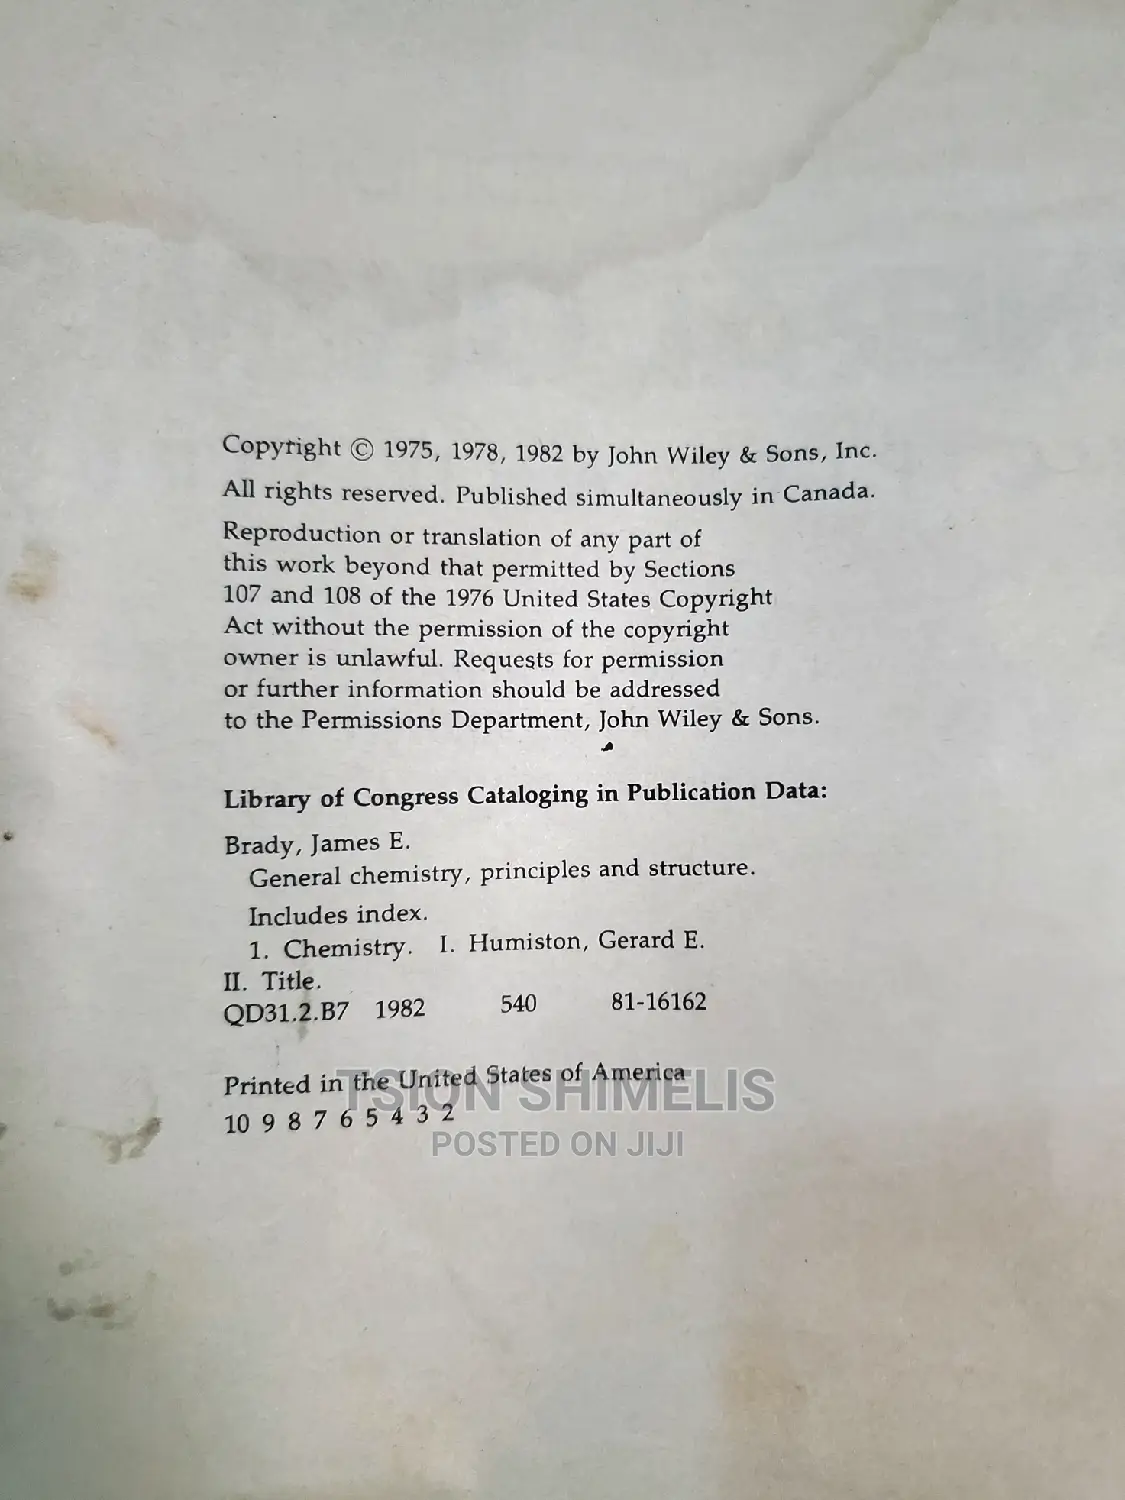 Copyright © 1975, 1978, 1982 by John Wiley & Sons, Inc.
All rights reserved. Published simultaneously in Canada.
Reproduction or translation of any part of
this work beyond that permitted by Sections
107 and 108 of the 1976 United States Copyright
Act without the permission of the copyright
owner is unlawful. Requests for permission
or further information should be addressed
to the Permissions Department, John Wiley & Sons.
Library of Congress Cataloging in Publication Data:
Brady, James E.
General chemistry, principles and structure.
Includes index.
1. Chemistry. I. Humiston, Gerard E.
II. Title.
QD31.2.B7 1982 540 81-16162
Printed in the United States of America
10 9 8 7 6 5 4 3 2
TSION SHIMELIS
POSTED ON JIJI